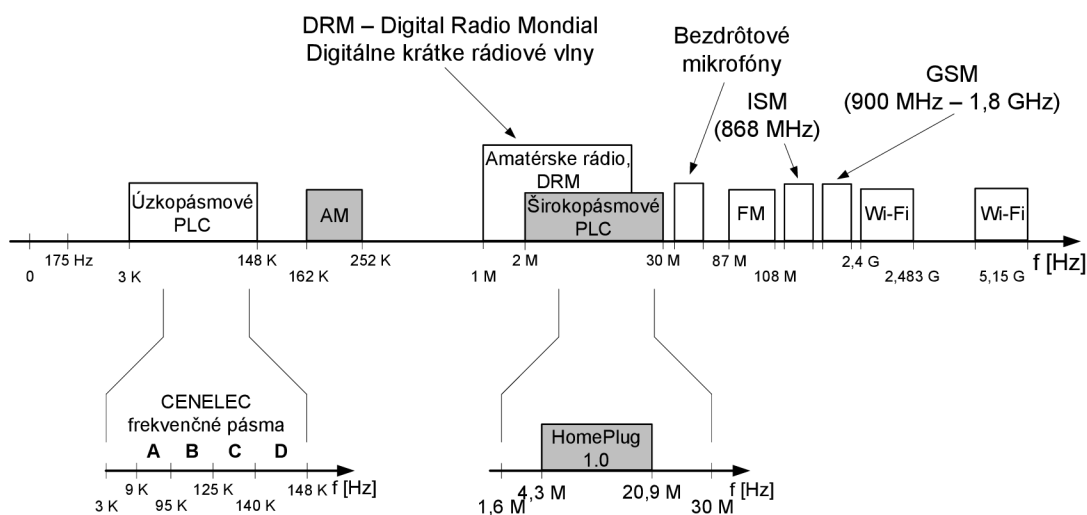 DRM – Digital Radio Mondial
Digitálne krátke rádiové vlny
Bezdrôtové
mikrofóny
ISM
(868 MHz)
GSM
(900 MHz – 1,8 GHz)
Úzkopásmové
PLC
AM
Amatérske rádio,
DRM
Širokopásmové
PLC
FM
Wi-Fi
Wi-Fi
0
175 Hz
3 K
148 K
162 K
252 K
1 M
2 M
30 M
87 M
108 M
2,4 G
2,483 G
5,15 G
f [Hz]
CENELEC
frekvenčné pásma
A B C D
3 K
9 K
95 K
125 K
140 K
148 K
f [Hz]
HomePlug
1.0
1,6 M
4,3 M
20,9 M
30 M
f [Hz]